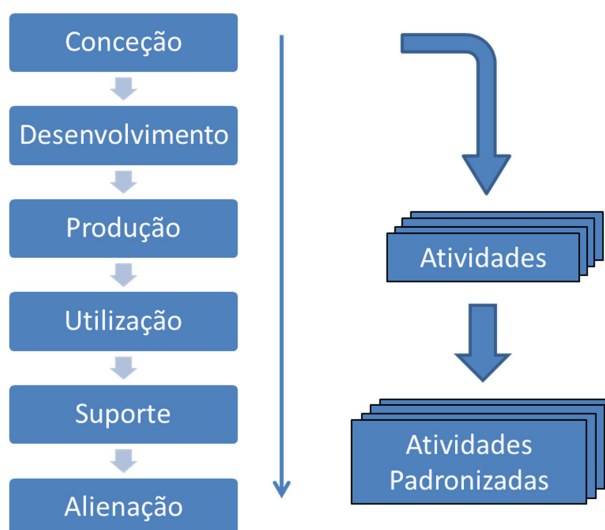 Conceção
Desenvolvimento
Produção
Utilização
Suporte
Alienação
Atividades
Atividades
Padronizadas